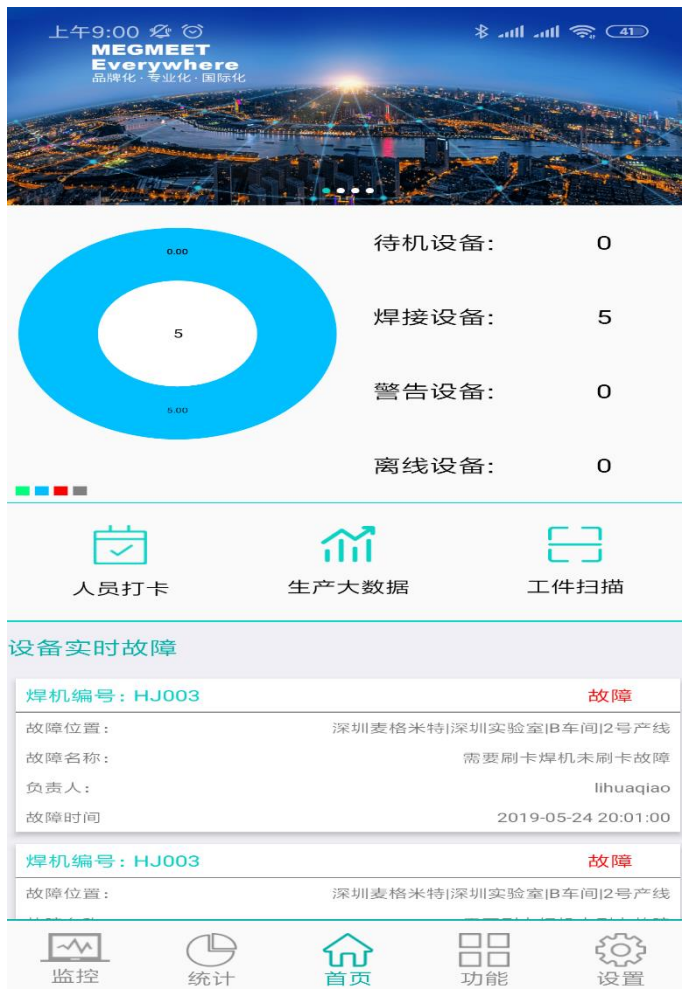 上午9:00
41
MEGMEET
Everywhere
品牌化·专业化·国际化
0.00
5
5.00
待机设备: 0
焊接设备: 5
警告设备: 0
离线设备: 0
人员打卡 生产大数据 工件扫描
设备实时故障
焊机编号: HJ003 故障
故障位置: 深圳麦格米特|深圳实验室|B车间|2号产线
故障名称: 需要刷卡焊机未刷卡故障
负责人: lihuaqiao
故障时间 2019-05-24 20:01:00
焊机编号: HJ003 故障
故障位置: 深圳麦格米特|深圳实验室|B车间|2号产线
监控 统计 首页 功能 设置